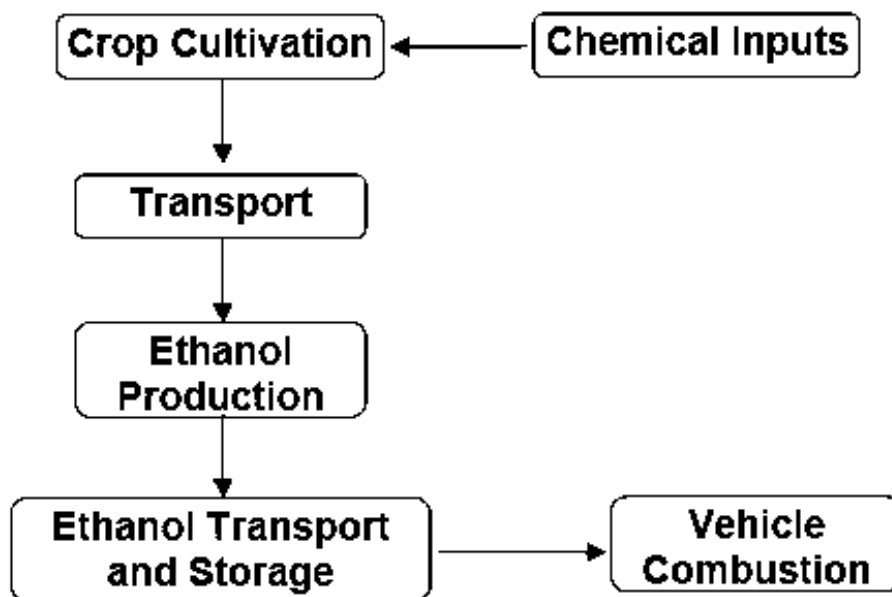 Crop Cultivation
Chemical Inputs
Transport
Ethanol
Production
Ethanol Transport
and Storage
Vehicle
Combustion